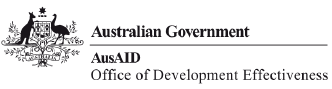 Australian Government
AusAID
Office of Development Effectiveness